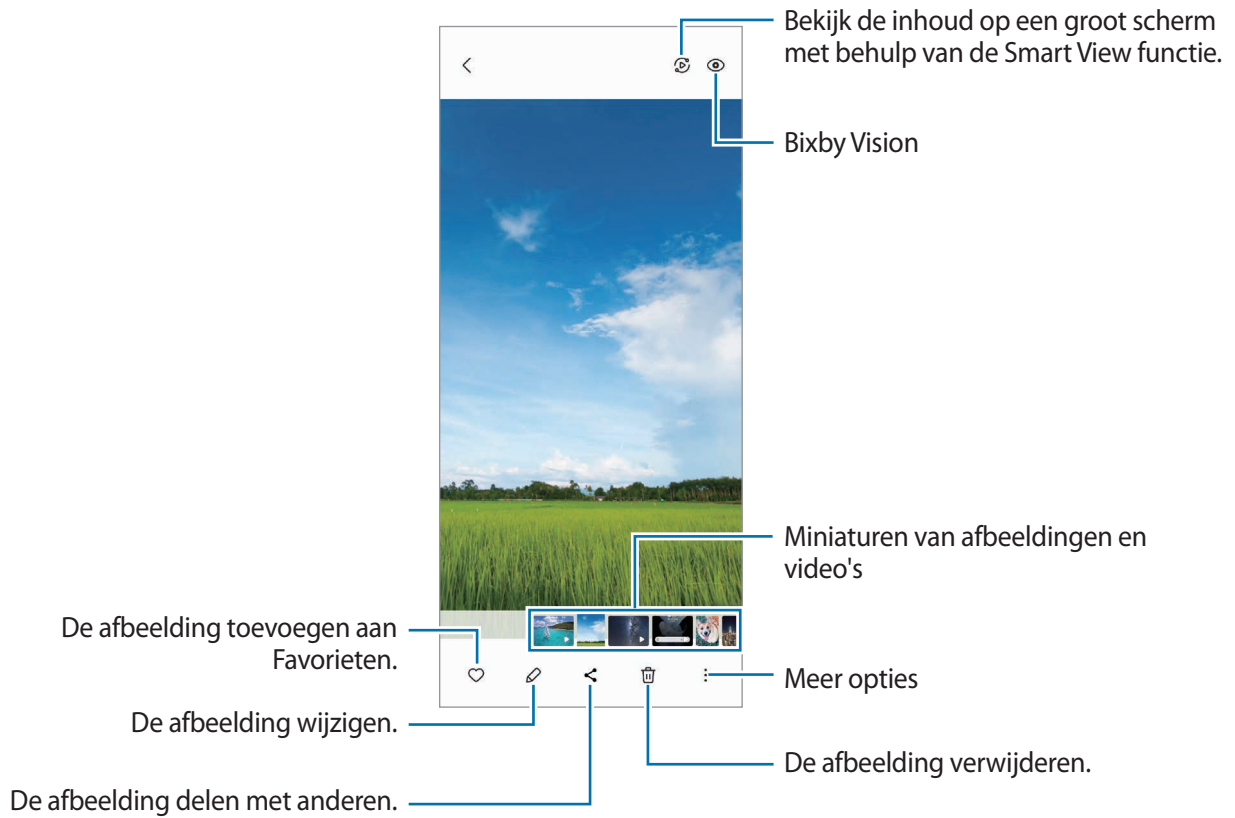 Bekijk de inhoud op een groot scherm
met behulp van de Smart View functie.
Bixby Vision
Miniaturen van afbeeldingen en
video's
De afbeelding toevoegen aan
Favorieten.
Meer opties
De afbeelding wijzigen.
De afbeelding verwijderen.
De afbeelding delen met anderen.